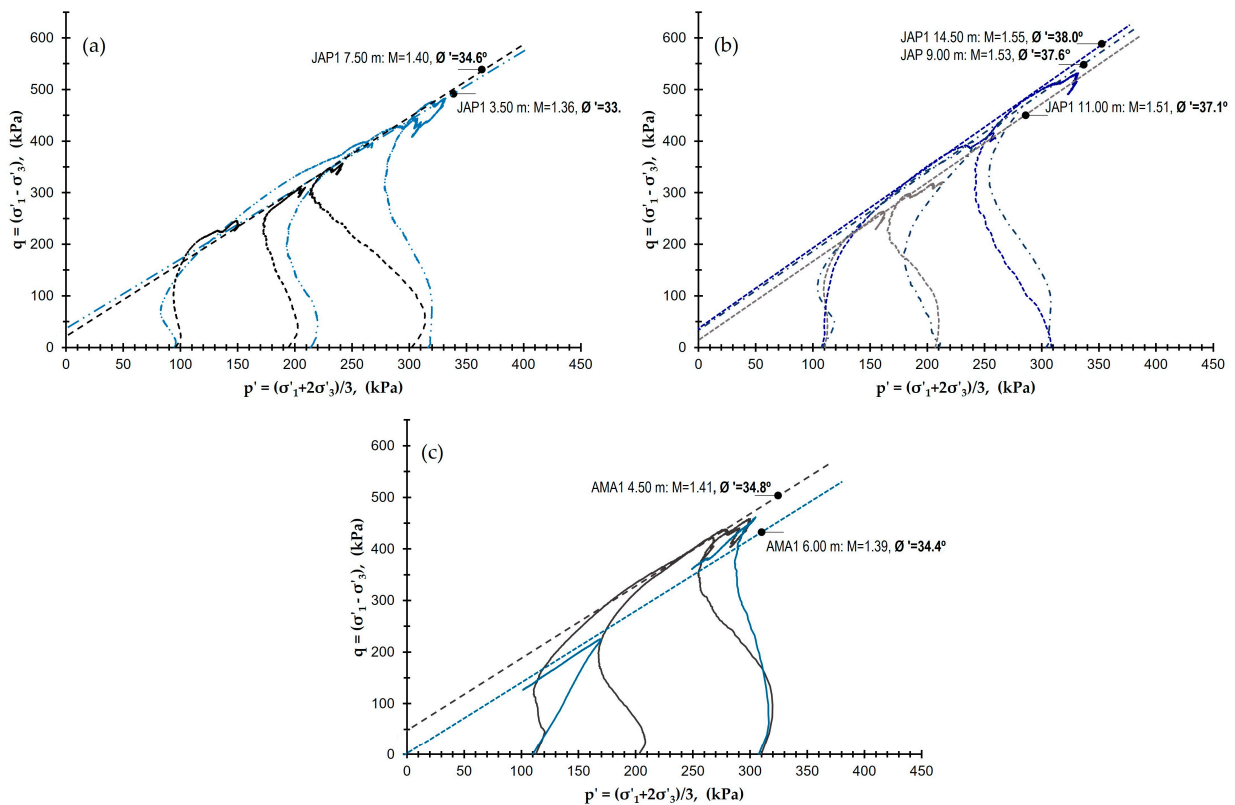 (a)
JAP1 7.50 m: M=1.40, Ø '=34.6º
JAP1 3.50 m: M=1.36, Ø '=33.
q = (σ'1 - σ'3), (kPa)
600
500
400
300
200
100
0
0 50 100 150 200 250 300 350 400 450
p' = (σ'1+2σ'3)/3, (kPa)
(b)
JAP1 14.50 m: M=1.55, Ø '=38.0º
JAP 9.00 m: M=1.53, Ø '=37.6º
JAP1 11.00 m: M=1.51, Ø '=37.1º
q = (σ'1 - σ'3), (kPa)
600
500
400
300
200
100
0
0 50 100 150 200 250 300 350 400 450
p' = (σ'1+2σ'3)/3, (kPa)
(c)
AMA1 4.50 m: M=1.41, Ø '=34.8º
AMA1 6.00 m: M=1.39, Ø '=34.4º
q = (σ'1 - σ'3), (kPa)
600
500
400
300
200
100
0
0 50 100 150 200 250 300 350 400 450
p' = (σ'1+2σ'3)/3, (kPa)